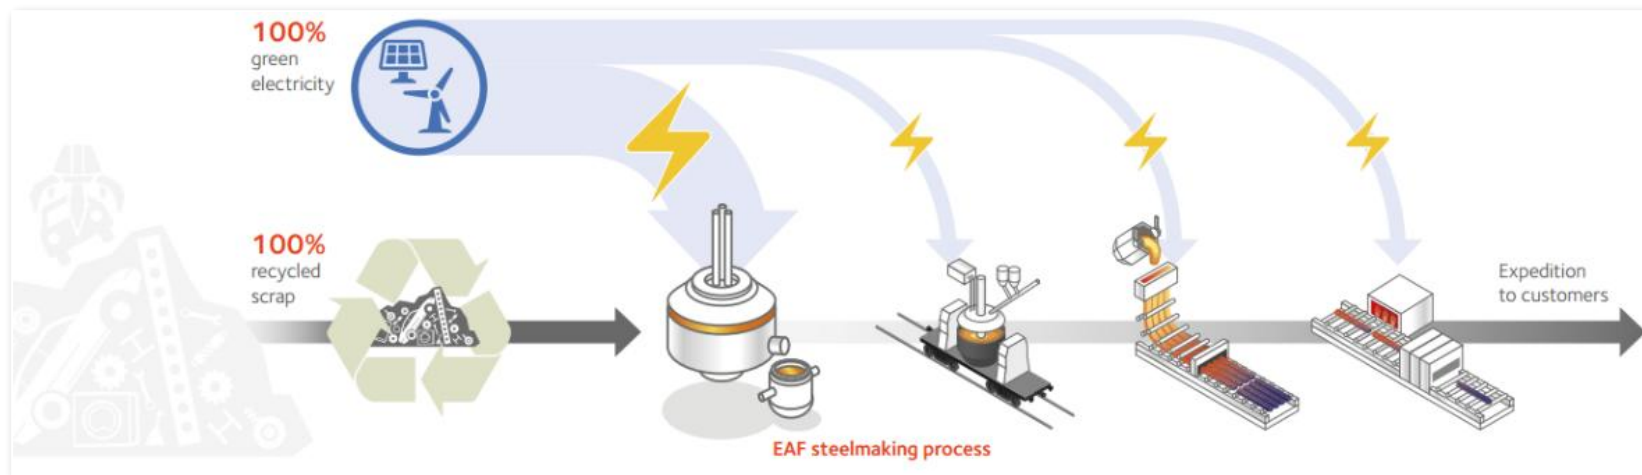 100%
green
electricity
100%
recycled
scrap
Expedition
to customers
EAF steelmaking process